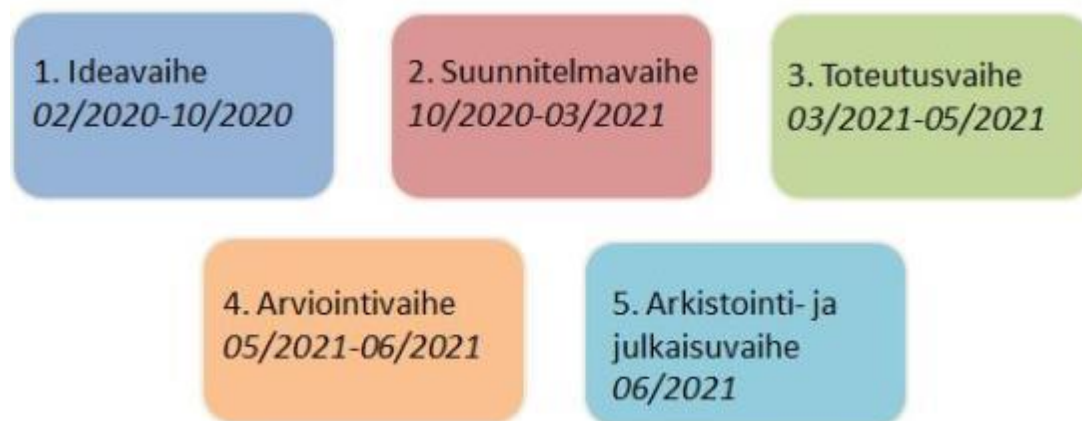 1. Ideavaihe
02/2020-10/2020
2. Suunnitelmavaihe
10/2020-03/2021
3. Toteutusvaihe
03/2021-05/2021
4. Arviointivaihe
05/2021-06/2021
5. Arkistointi- ja
julkaisuvaihe
06/2021